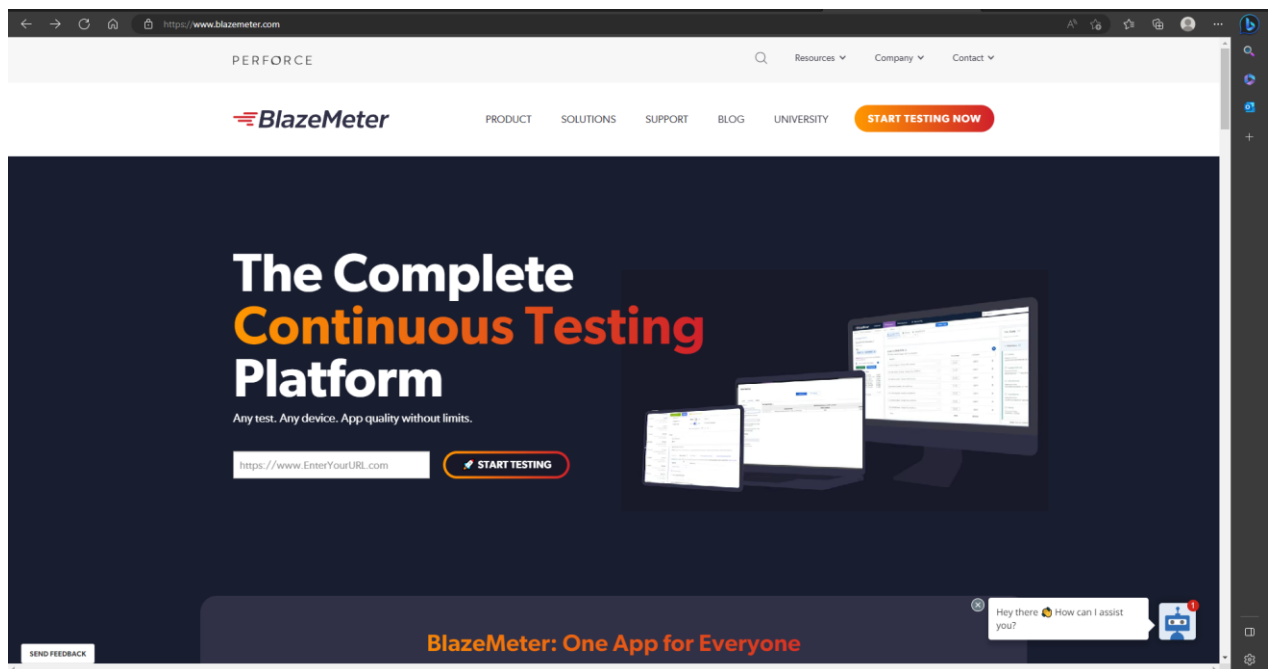 https://www.blazemeter.com
PERFORCE
Resources
Company
Contact
BlazeMeter
PRODUCT
SOLUTIONS
SUPPORT
BLOG
UNIVERSITY
START TESTING NOW
The Complete
Continuous Testing
Platform
Any test. Any device. App quality without limits.
https://www.EnterYourURL.com
START TESTING
Hey there 👋 How can I assist
you?
1
BlazeMeter: One App for Everyone
SEND FEEDBACK